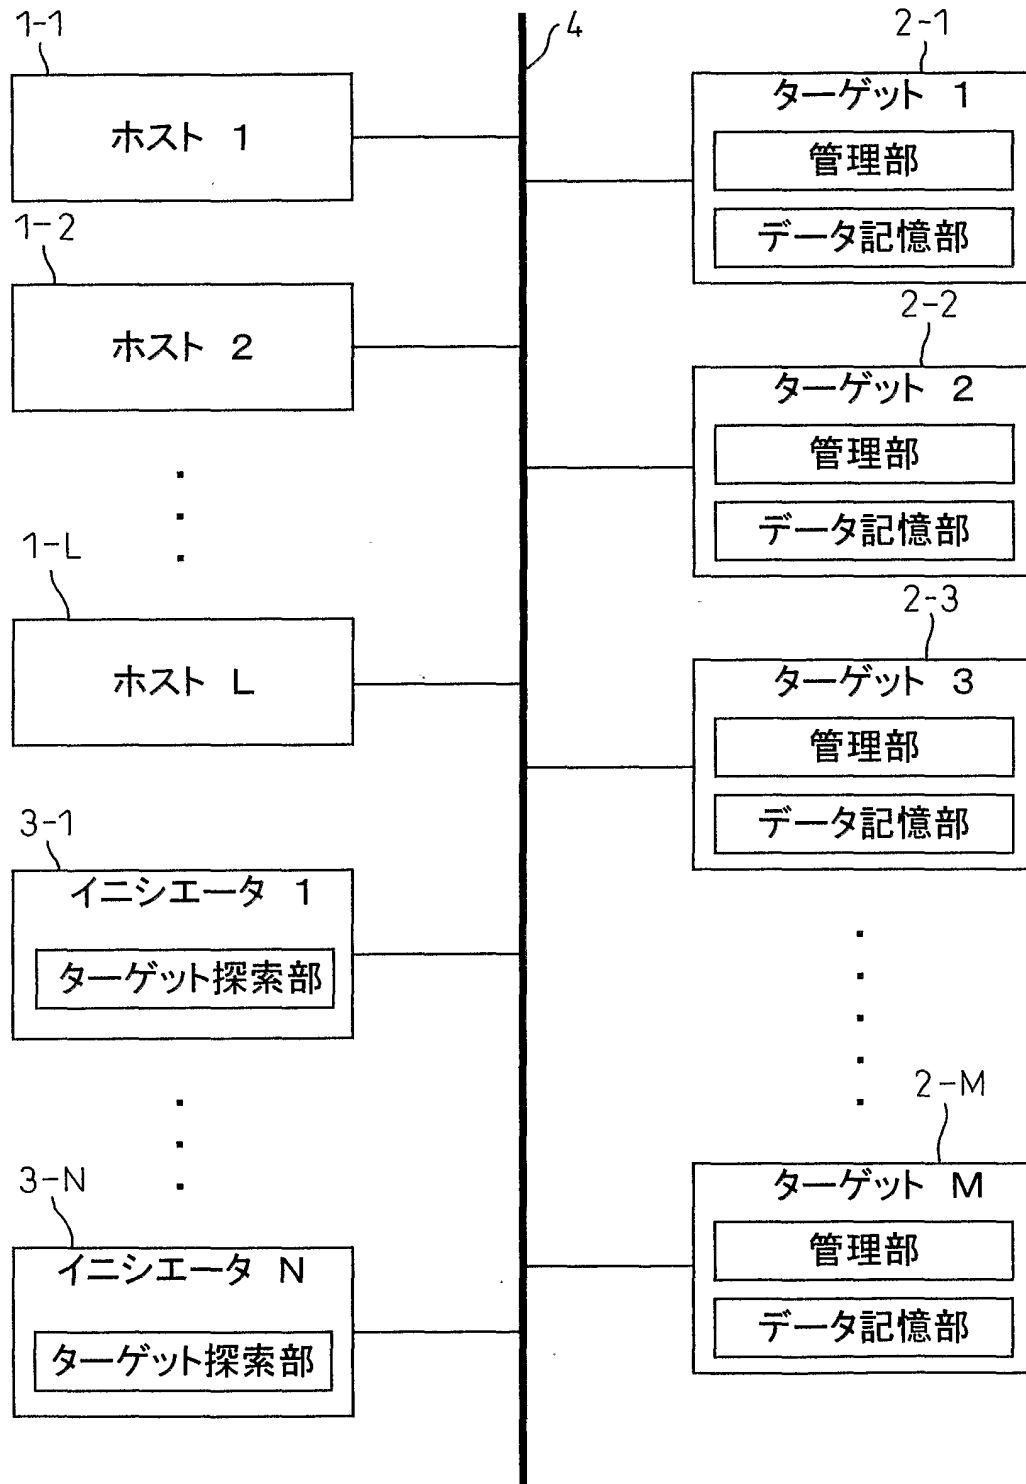 1-1
ホスト 1
1-2
ホスト 2
1-L
ホスト L
3-1
イニシエータ 1
ターゲット探索部
3-N
イニシエータ N
ターゲット探索部
4
2-1
ターゲット 1
管理部
データ記憶部
2-2
ターゲット 2
管理部
データ記憶部
2-3
ターゲット 3
管理部
データ記憶部
2-M
ターゲット M
管理部
データ記憶部